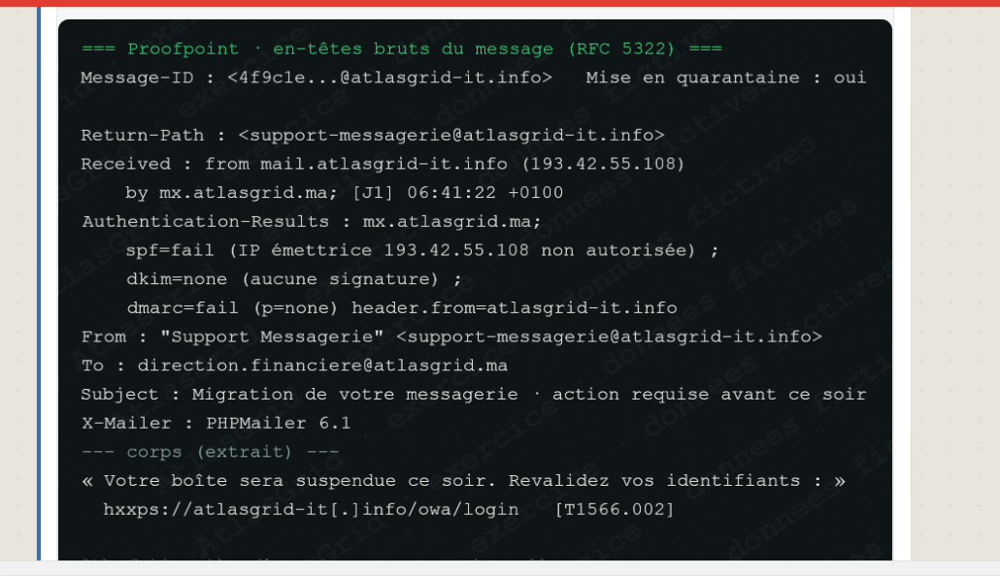 === Proofpoint · en-têtes bruts du message (RFC 5322) ===
Message-ID : <4f9c1e...@atlasgrid-it.info>   Mise en quarantaine : oui
Return-Path : <support-messagerie@atlasgrid-it.info>
Received : from mail.atlasgrid-it.info (193.42.55.108)
by mx.atlasgrid.ma; [J1] 06:41:22 +0100
Authentication-Results : mx.atlasgrid.ma;
spf=fail (IP émettrice 193.42.55.108 non autorisée) ;
dkim=none (aucune signature) ;
dmarc=fail (p=none) header.from=atlasgrid-it.info
From : "Support Messagerie" <support-messagerie@atlasgrid-it.info>
To : direction.financiere@atlasgrid.ma
Subject : Migration de votre messagerie · action requise avant ce soir
X-Mailer : PHPMailer 6.1
--- corps (extrait) ---
« Votre boîte sera suspendue ce soir. Revalidez vos identifiants : »
hxxps://atlasgrid-it[.]info/owa/login   [T1566.002]